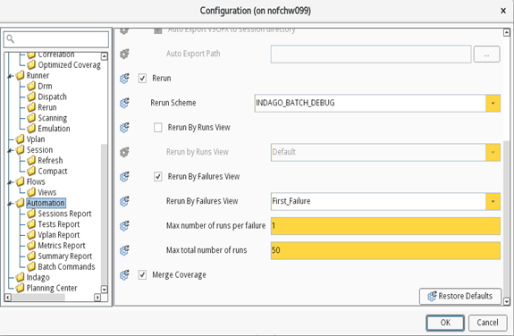 Configuration (on nofchw099)
Correlation
Optimized Coverag
Runner
Drm
Dispatch
Rerun
Scanning
Emulation
Vplan
Session
Refresh
Compact
Flows
Views
Automation
Sessions Report
Tests Report
Vplan Report
Metrics Report
Summary Report
Batch Commands
Indago
Planning Center
Auto Export VSOFX to session directory
Auto Export Path
...
Rerun
Rerun Scheme
INDAGO_BATCH_DEBUG
Rerun By Runs View
Rerun by Runs View
Default
Rerun By Failures View
Rerun By Failures View
First_Failure
Max number of runs per failure
1
Max total number of runs
50
Merge Coverage
Restore Defaults
OK
Cancel